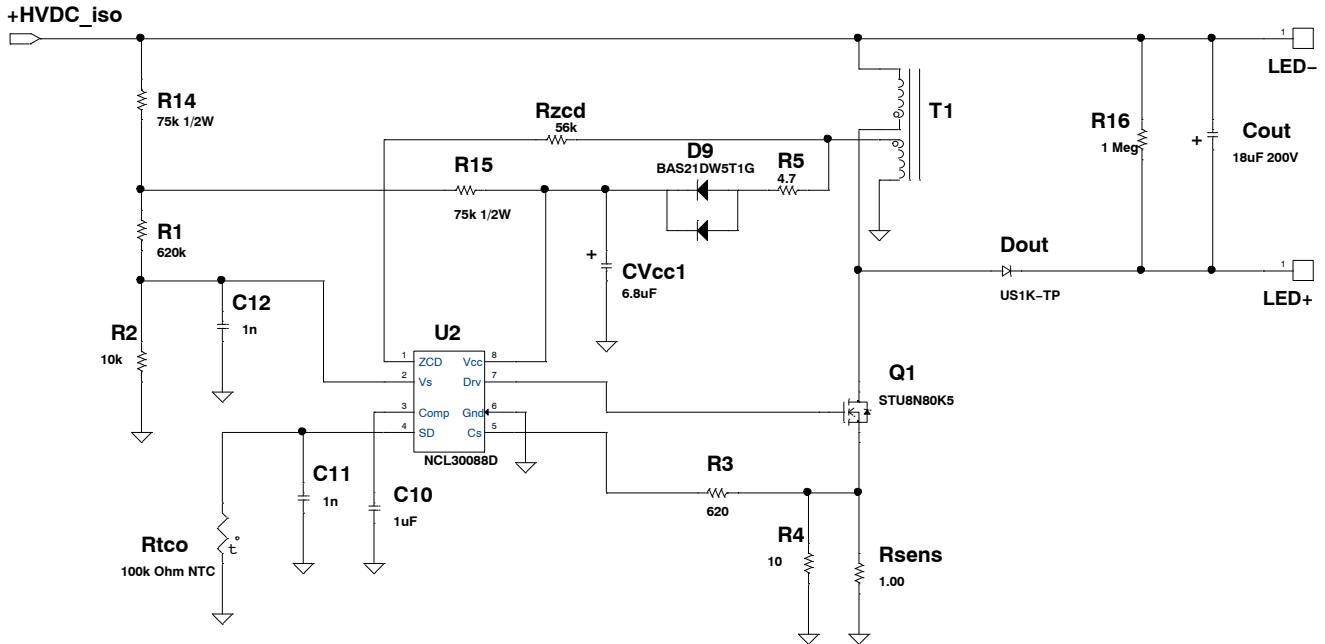 +HVDC_iso
1
LED−
R14
75k 1/2W
Rzcd
56k
T1
R16
1 Meg
+
Cout
18uF 200V
D9
BAS21DW5T1G
R5
4.7
R15
75k 1/2W
R1
620k
+
CVcc1
6.8uF
Dout
US1K−TP
1
LED+
C12
1n
R2
10k
U2
1
ZCD
Vcc
8
2
Vs
Drv
7
3
Comp
Gnd
6
4
SD
Cs
5
NCL30088D
Q1
STU8N80K5
C11
1n
C10
1uF
R3
620
Rtco
t°
100k Ohm NTC
R4
10
Rsens
1.00